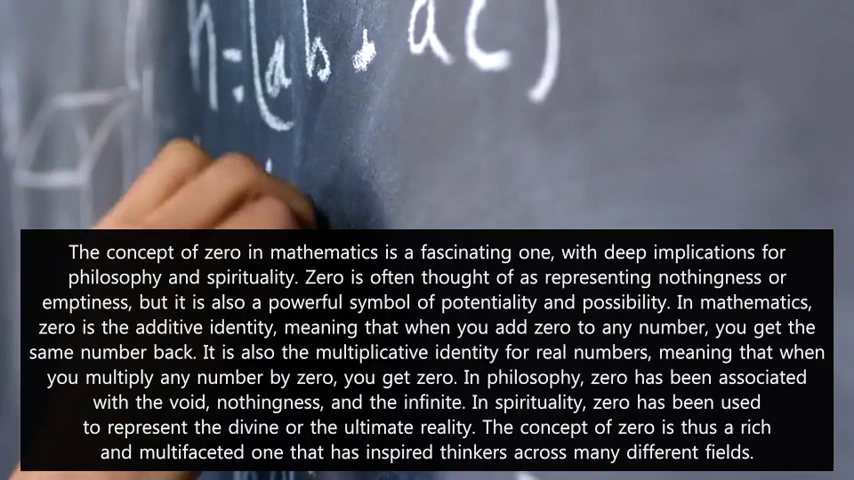 n=(ab · ac)
The concept of zero in mathematics is a fascinating one, with deep implications for
philosophy and spirituality. Zero is often thought of as representing nothingness or
emptiness, but it is also a powerful symbol of potentiality and possibility. In mathematics,
zero is the additive identity, meaning that when you add zero to any number, you get the
same number back. It is also the multiplicative identity for real numbers, meaning that when
you multiply any number by zero, you get zero. In philosophy, zero has been associated
with the void, nothingness, and the infinite. In spirituality, zero has been used
to represent the divine or the ultimate reality. The concept of zero is thus a rich
and multifaceted one that has inspired thinkers across many different fields.